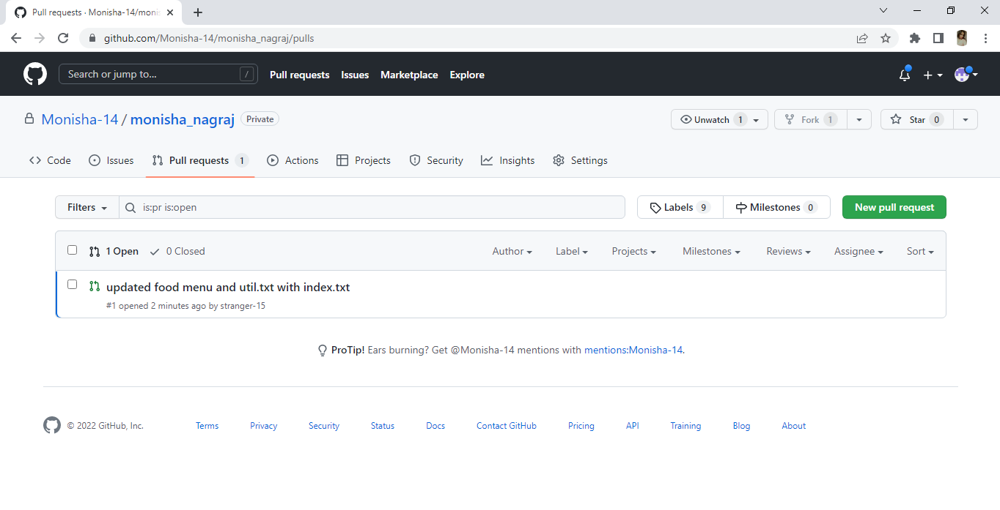 Pull requests · Monisha-14/monis
github.com/Monisha-14/monisha_nagraj/pulls
Search or jump to... / Pull requests Issues Marketplace Explore
Monisha-14 / monisha_nagraj Private Unwatch 1 Fork 1 Star 0
<> Code Issues Pull requests 1 Actions Projects Security Insights Settings
Filters is:pr is:open Labels 9 Milestones 0 New pull request
1 Open 0 Closed Author Label Projects Milestones Reviews Assignee Sort
updated food menu and util.txt with index.txt
#1 opened 2 minutes ago by stranger-15
ProTip! Ears burning? Get @Monisha-14 mentions with mentions:Monisha-14.
© 2022 GitHub, Inc. Terms Privacy Security Status Docs Contact GitHub Pricing API Training Blog About